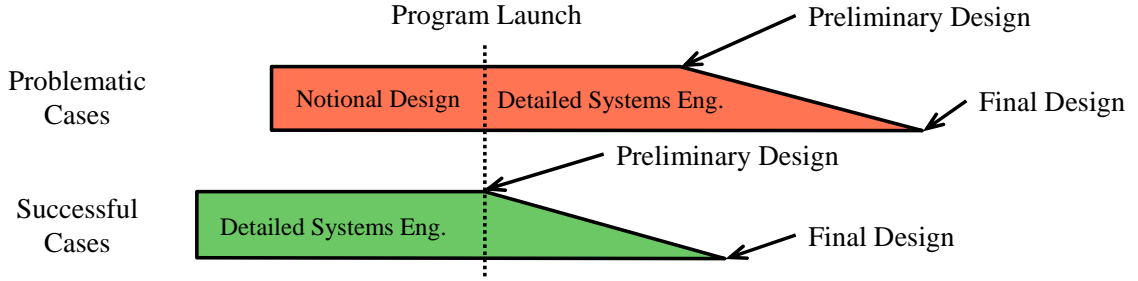 Program Launch
Preliminary Design
Problematic
Cases
Notional Design
Detailed Systems Eng.
Final Design
Preliminary Design
Successful
Cases
Detailed Systems Eng.
Final Design